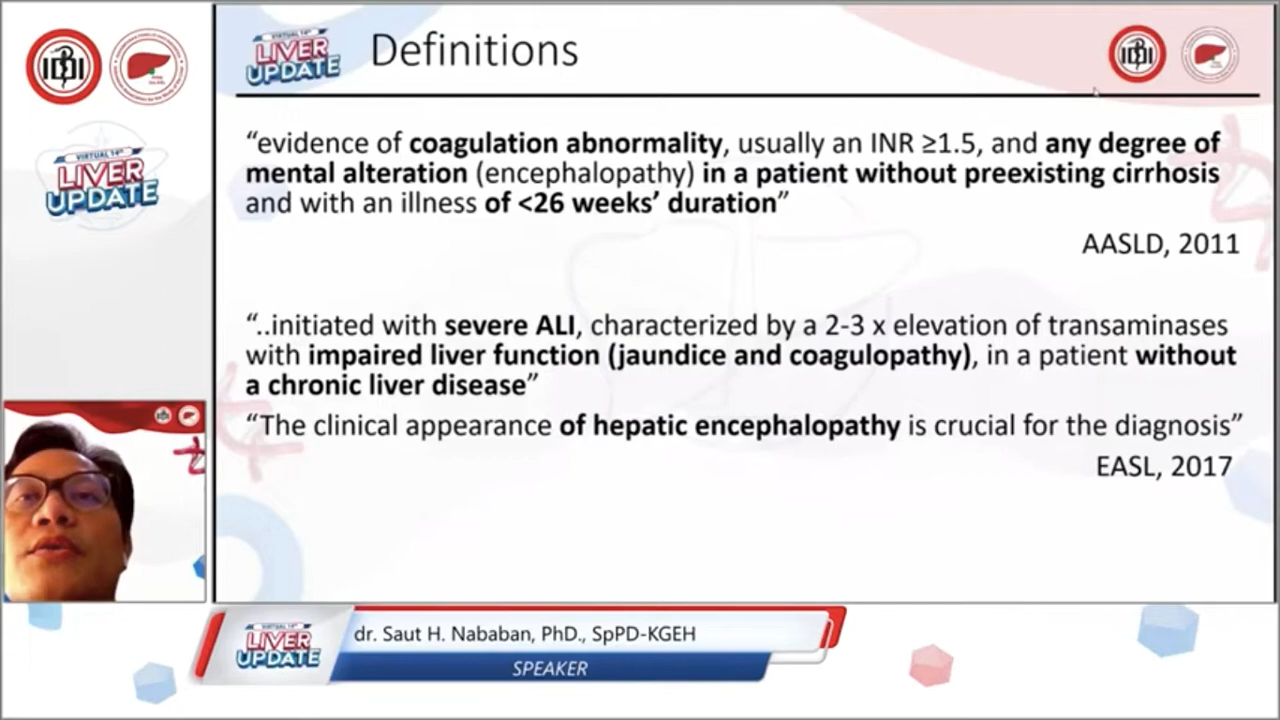 VIRTUAL 14th
LIVER
UPDATE
Definitions
“evidence of coagulation abnormality, usually an INR ≥1.5, and any degree of
mental alteration (encephalopathy) in a patient without preexisting cirrhosis
and with an illness of <26 weeks’ duration”
AASLD, 2011
“..initiated with severe ALI, characterized by a 2-3 x elevation of transaminases
with impaired liver function (jaundice and coagulopathy), in a patient without
a chronic liver disease”
“The clinical appearance of hepatic encephalopathy is crucial for the diagnosis”
EASL, 2017
VIRTUAL 14th
LIVER
UPDATE
VIRTUAL 14th
LIVER
UPDATE
dr. Saut H. Nababan, PhD., SpPD-KGEH
SPEAKER